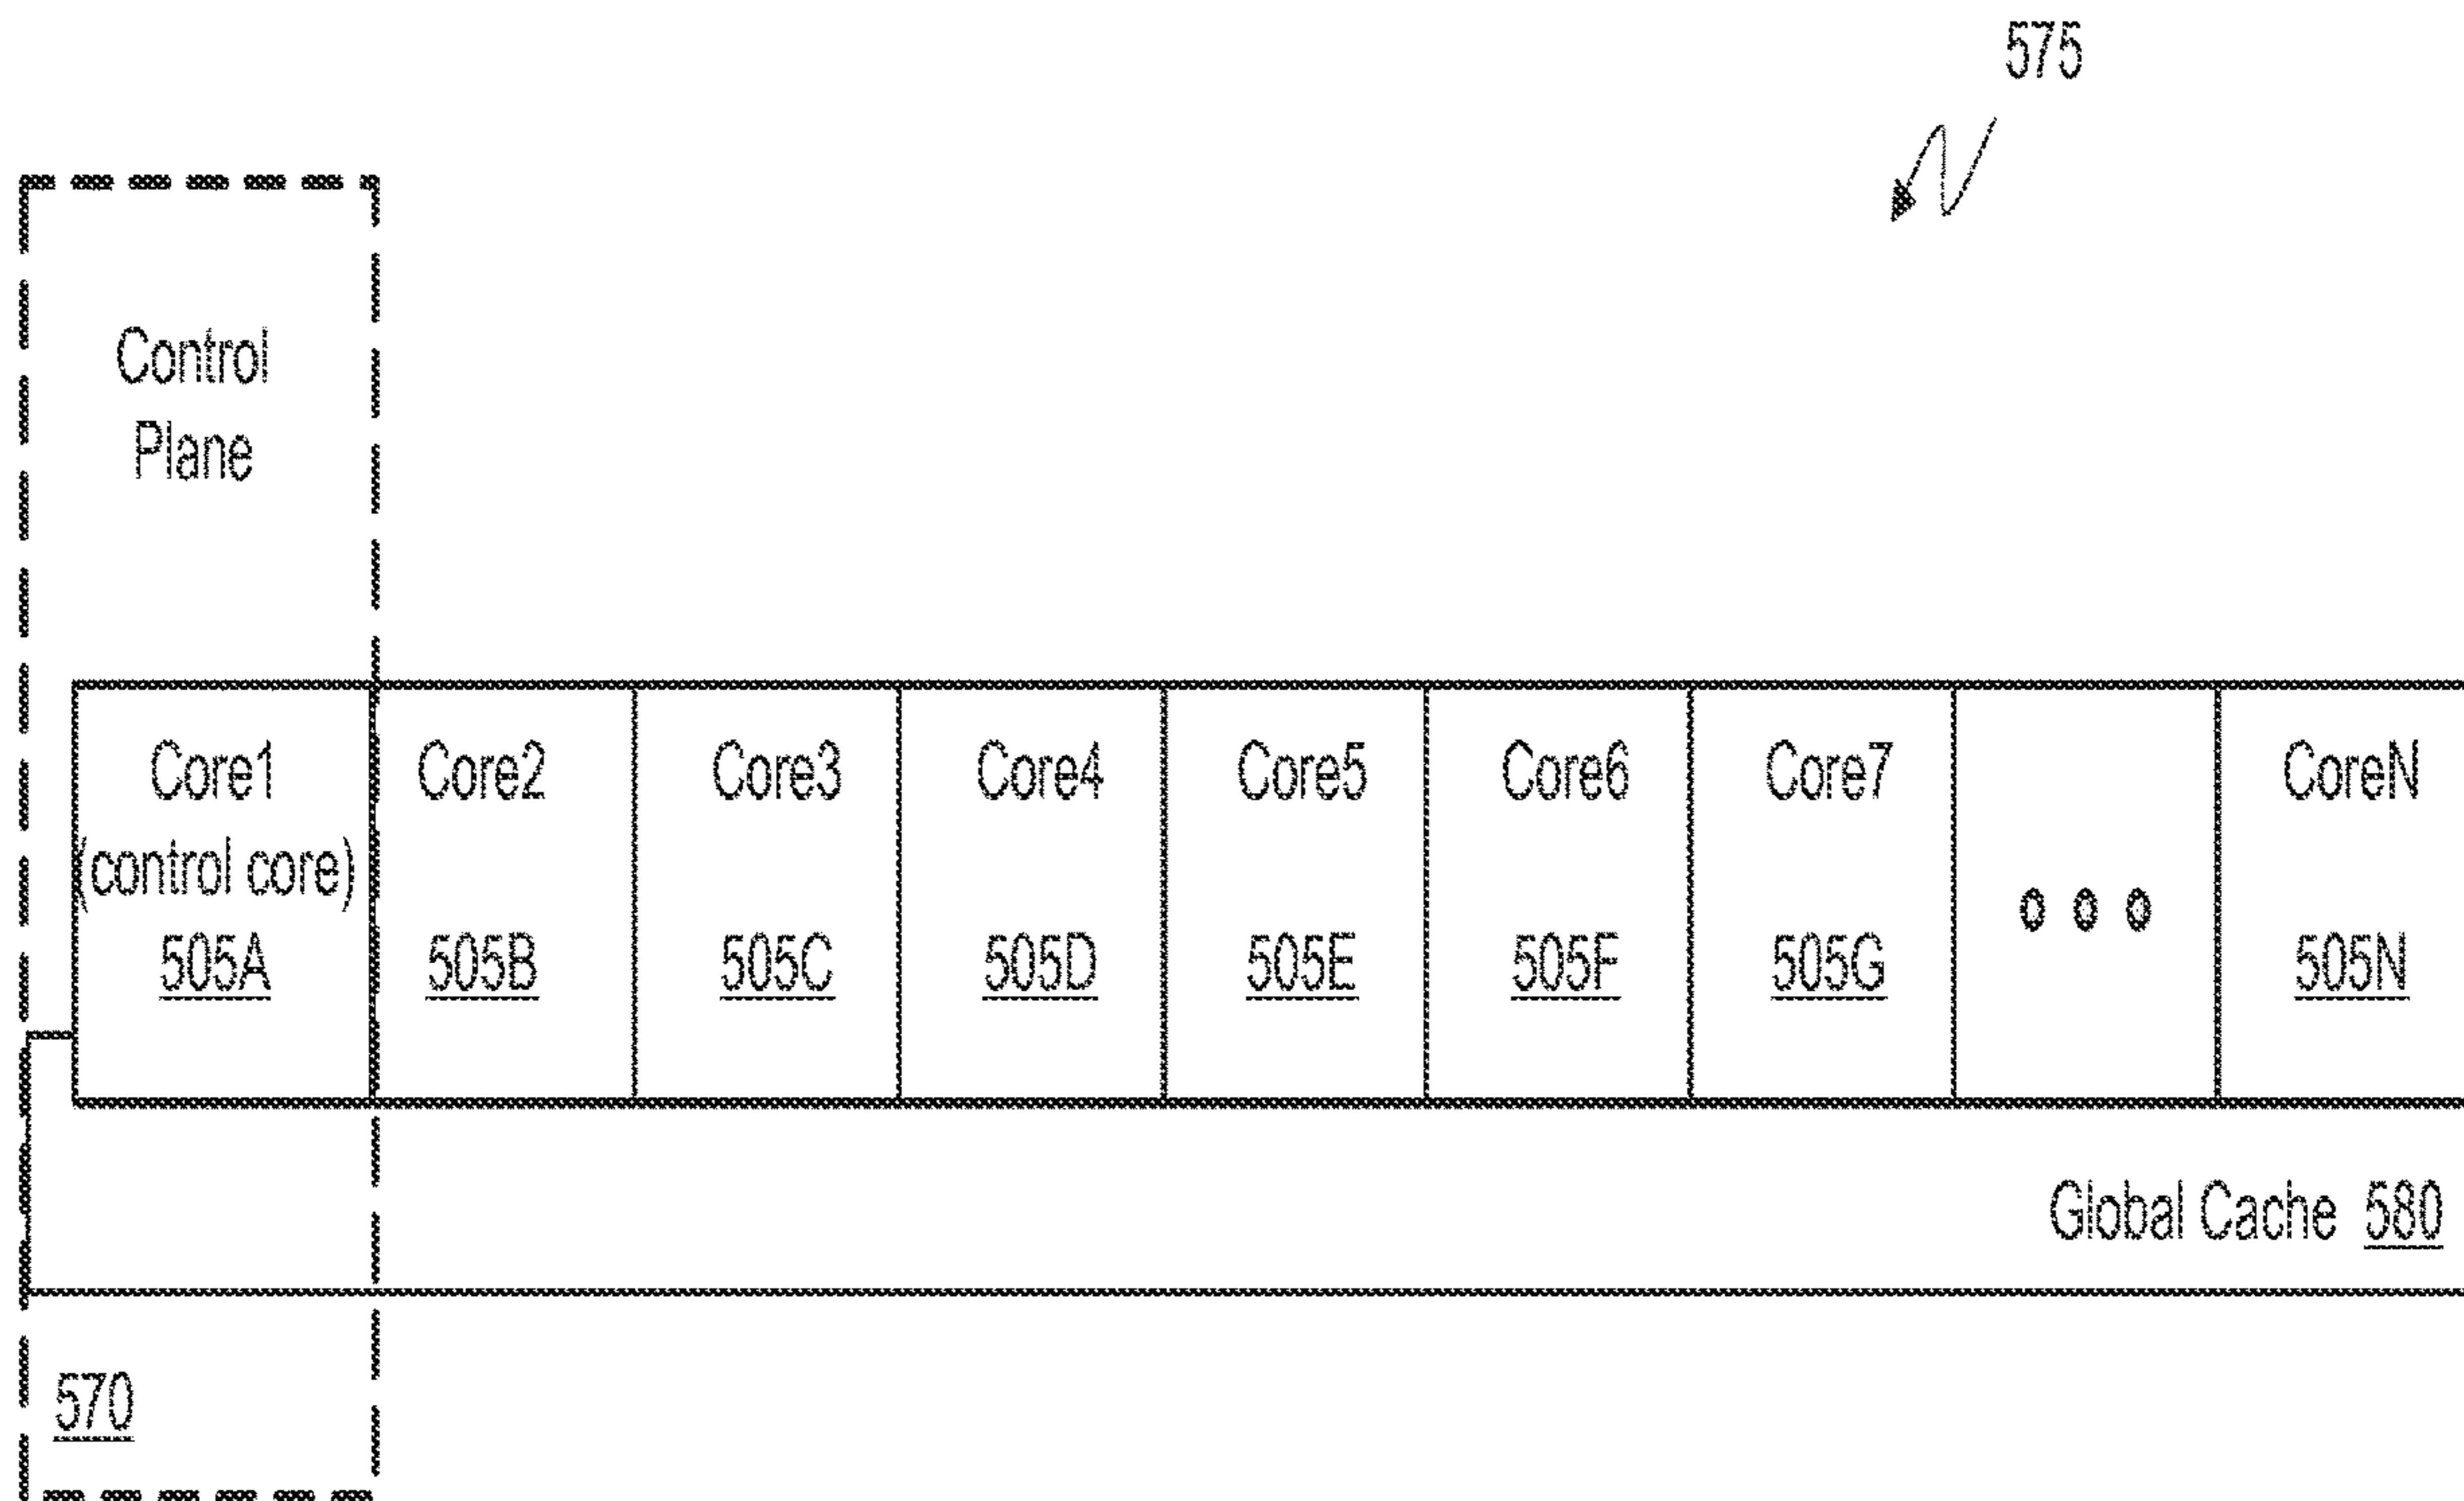 575
Control
Plane
Core1
(control core)
505A
Core2
505B
Core3
505C
Core4
505D
Core5
505E
Core6
505F
Core7
505G
CoreN
505N
Global Cache 580
570